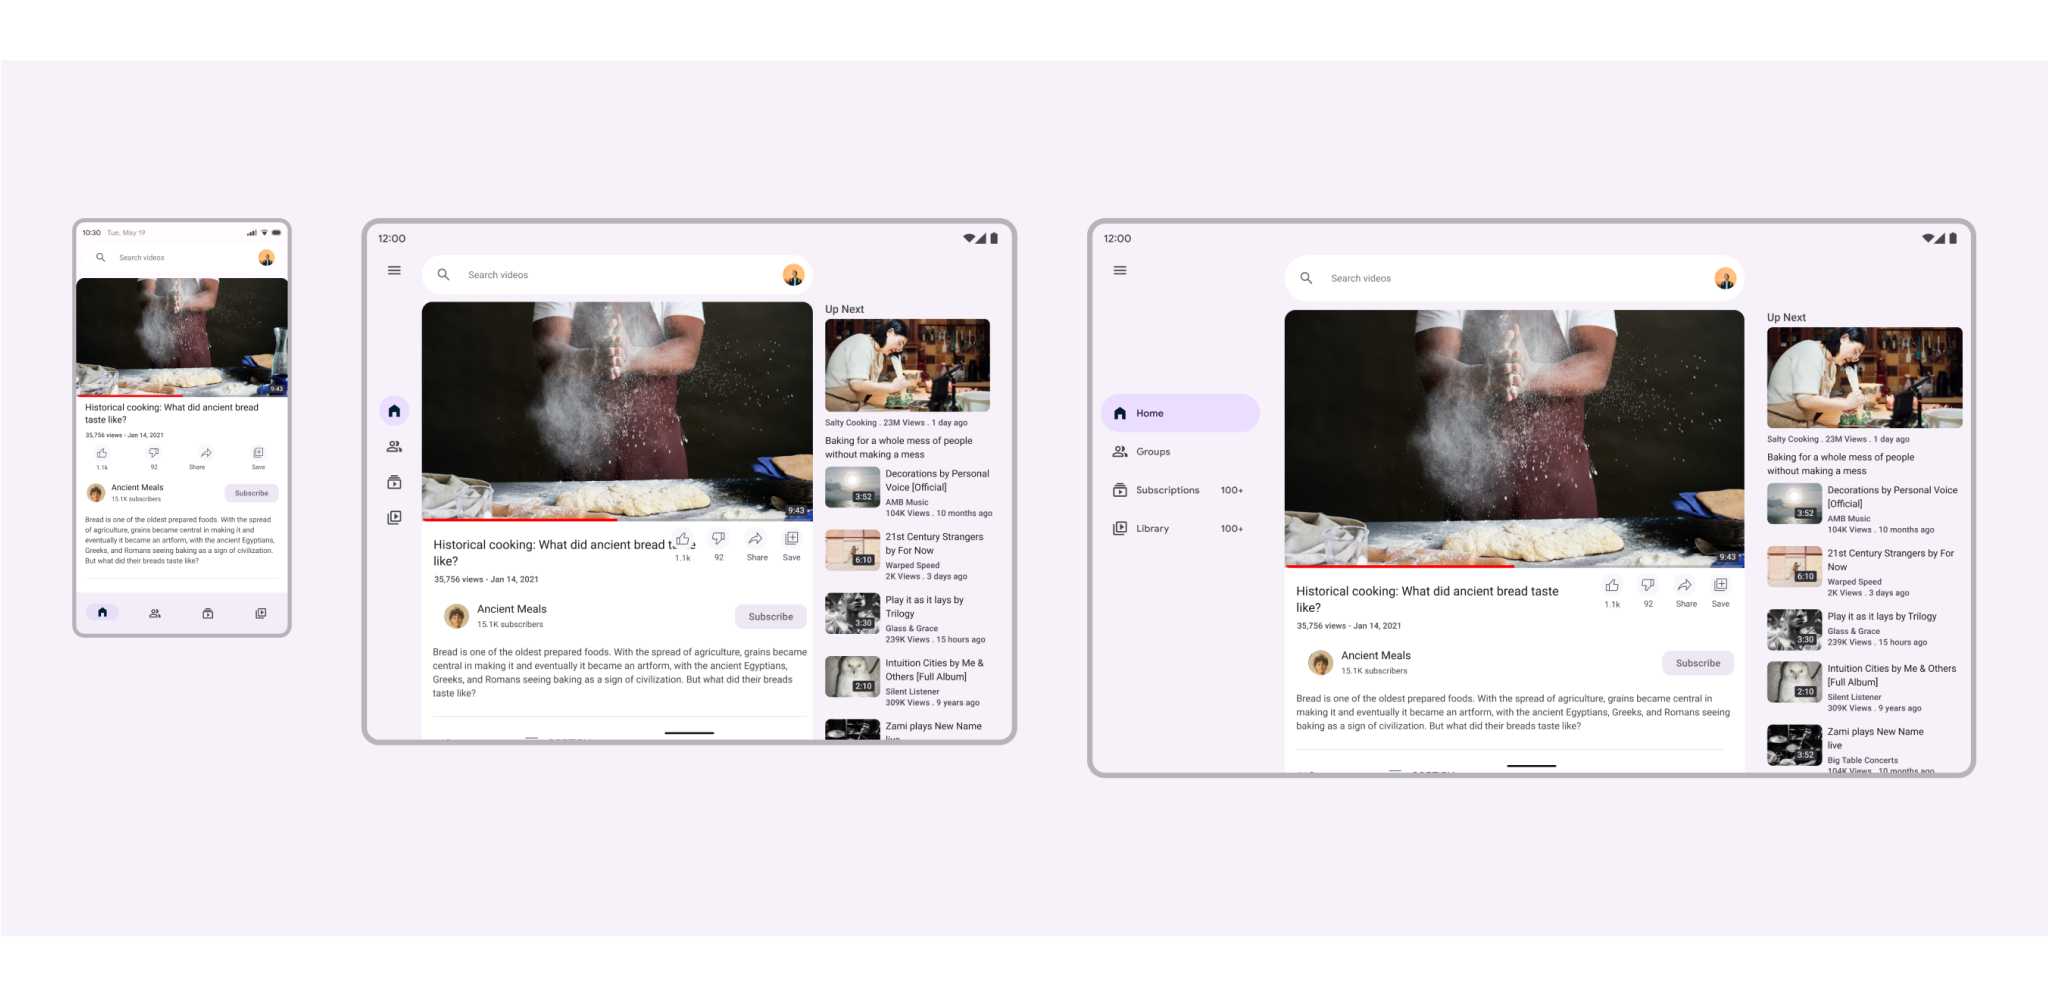 10:30 Tue, May 19
Search videos
9:43
Historical cooking: What did ancient bread
taste like?
35,756 views - Jan 14, 2021
1.1k 92 Share Save
Ancient Meals
15.1K subscribers
Subscribe
Bread is one of the oldest prepared foods. With the spread
of agriculture, grains became central in making it and
eventually it became an artform, with the ancient Egyptians,
Greeks, and Romans seeing baking as a sign of civilization.
But what did their breads taste like?
12:00
Search videos
9:43
Historical cooking: What did ancient bread
like?
35,756 views - Jan 14, 2021
1.1k 92 Share Save
Ancient Meals
15.1K subscribers
Subscribe
Bread is one of the oldest prepared foods. With the spread of agriculture, grains became
central in making it and eventually it became an artform, with the ancient Egyptians,
Greeks, and Romans seeing baking as a sign of civilization. But what did their breads
taste like?
Up Next
Salty Cooking . 23M Views . 1 day ago
Baking for a whole mess of people
without making a mess
3:52
Decorations by Personal
Voice [Official]
AMB Music
104K Views . 10 months ago
6:10
21st Century Strangers
by For Now
Warped Speed
2K Views . 3 days ago
3:30
Play it as it lays by
Trilogy
Glass & Grace
239K Views . 15 hours ago
2:10
Intuition Cities by Me &
Others [Full Album]
Silent Listener
309K Views . 9 years ago
Zami plays New Name
live
12:00
Home
Groups
Subscriptions 100+
Library 100+
Search videos
9:43
Historical cooking: What did ancient bread taste
like?
35,756 views - Jan 14, 2021
1.1k 92 Share Save
Ancient Meals
15.1K subscribers
Subscribe
Bread is one of the oldest prepared foods. With the spread of agriculture, grains became central in
making it and eventually it became an artform, with the ancient Egyptians, Greeks, and Romans seeing
baking as a sign of civilization. But what did their breads taste like?
Up Next
Salty Cooking . 23M Views . 1 day ago
Baking for a whole mess of people
without making a mess
3:52
Decorations by Personal Voice
[Official]
AMB Music
104K Views . 10 months ago
6:10
21st Century Strangers by For
Now
Warped Speed
2K Views . 3 days ago
3:30
Play it as it lays by Trilogy
Glass & Grace
239K Views . 15 hours ago
2:10
Intuition Cities by Me & Others
[Full Album]
Silent Listener
309K Views . 9 years ago
3:52
Zami plays New Name
live
Big Table Concerts
104K Views . 10 months ago